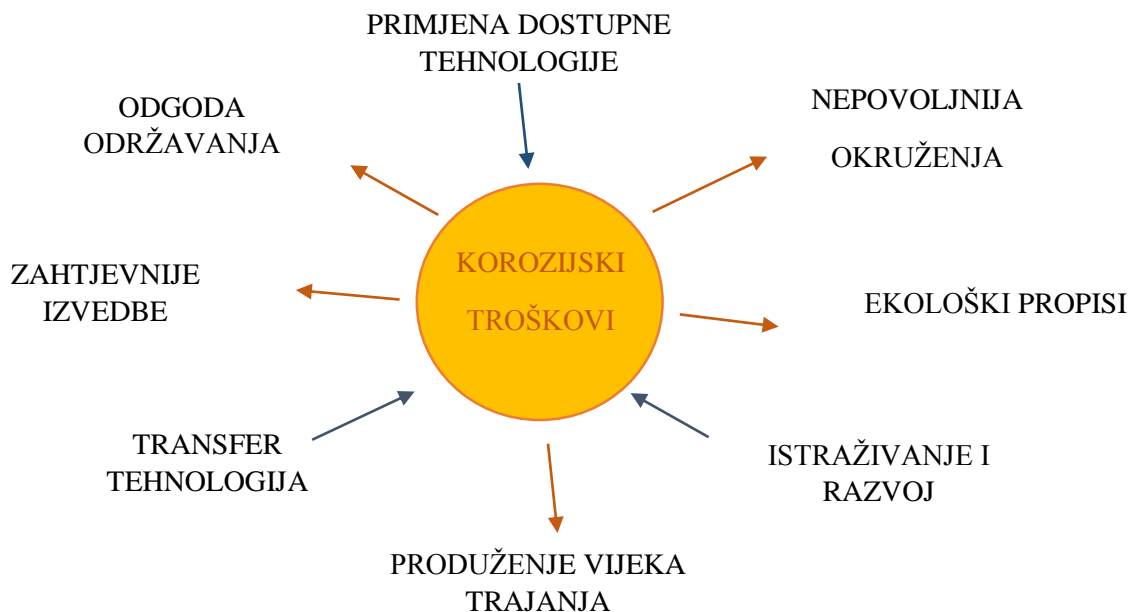 PRIMJENA DOSTUPNE
TEHNOLOGIJE
ODGODA
ODRŽAVANJA
NEPOVOLJNIJA
OKRUŽENJA
ZAHTJEVNIJE
IZVEDBE
KOROZIJSKI
TROŠKOVI
EKOLOŠKI PROPISI
TRANSFER
TEHNOLOGIJA
ISTRAŽIVANJE I
RAZVOJ
PRODUŽENJE VIJEKA
TRAJANJA